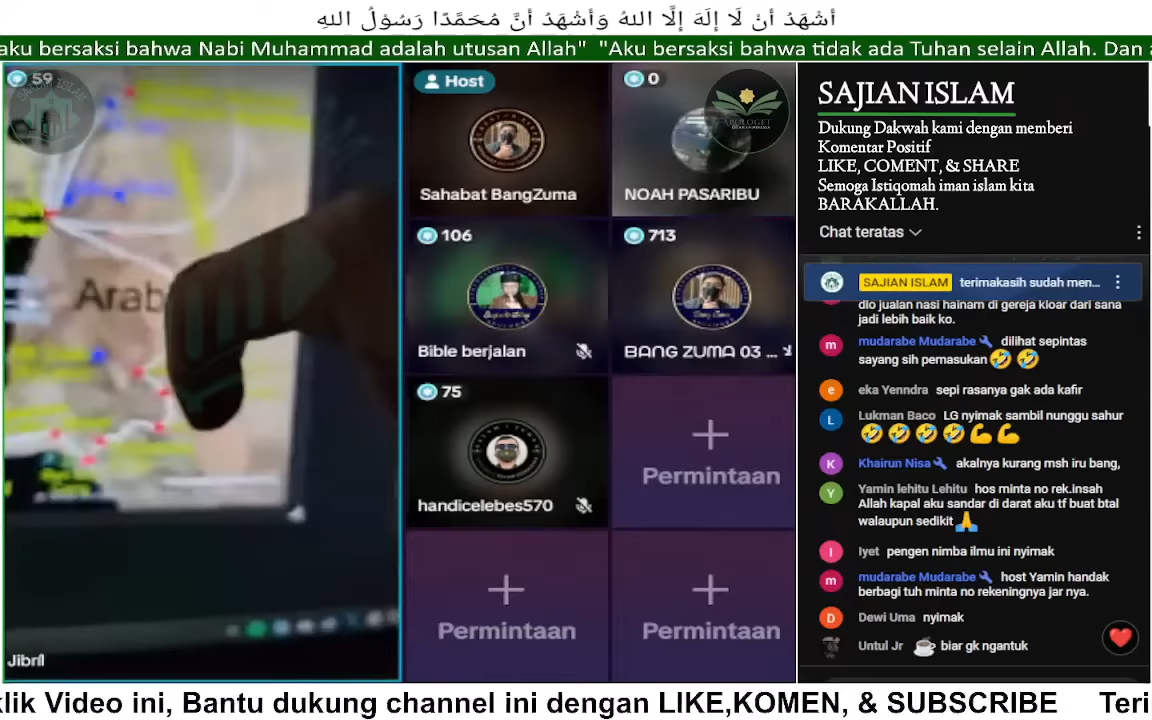 أشْهَدُ أنْ لَا إلَهَ إلَّا اللهُ وَأشْهَدُ أنَّ مُحَمَّدًا رَسُوْلُ اللهِ
aku bersaksi bahwa Nabi Muhammad adalah utusan Allah" "Aku bersaksi bahwa tidak ada Tuhan selain Allah. Dan
59
Arab
Jibril
Host
Sahabat BangZuma
0
APOLOGET
NOAH PASARIBU
106
Bible berjalan
713
BANG ZUMA 03 ...
75
handicelebes570
Permintaan
Permintaan
Permintaan
SAJIAN ISLAM
Dukung Dakwah kami dengan memberi
Komentar Positif
LIKE, COMENT, & SHARE
Semoga Istiqomah iman islam kita
BARAKALLAH.
Chat teratas
SAJIAN ISLAM terimakasih sudah men...
dlo jualan nasi hainam di gereja kloar dari sana
jadi lebih baik ko.
m mudarabe Mudarabe dilihat sepintas
sayang sih pemasukan 🤣 🤣
e eka Yenndra sepi rasanya gak ada kafir
L Lukman Baco LG nyimak sambil nunggu sahur
🤣 🤣 🤣 🤣 💪 💪
K Khairun Nisa akalnya kurang msh iru bang,
Y Yamin lehitu Lehitu hos minta no rek.insah
Allah kapal aku sandar di darat aku tf buat btal
walaupun sedikit 🙏
I Iyet pengen nimba ilmu ini nyimak
m mudarabe Mudarabe host Yamin handak
berbagi tuh minta no rekeningnya jar nya.
D Dewi Uma nyimak
Untul Jr ☕ biar gk ngantuk
klik Video ini, Bantu dukung channel ini dengan LIKE,KOMEN, & SUBSCRIBE Teri